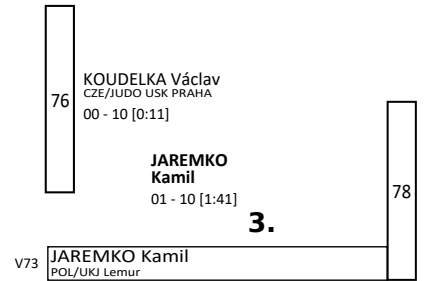 76
KOUDELKA Václav
CZE/JUDO USK PRAHA
00 - 10 [0:11]
JAREMKO
Kamil
01 - 10 [1:41]
78
3.
V73
JAREMKO Kamil
POL/UKJ Lemur